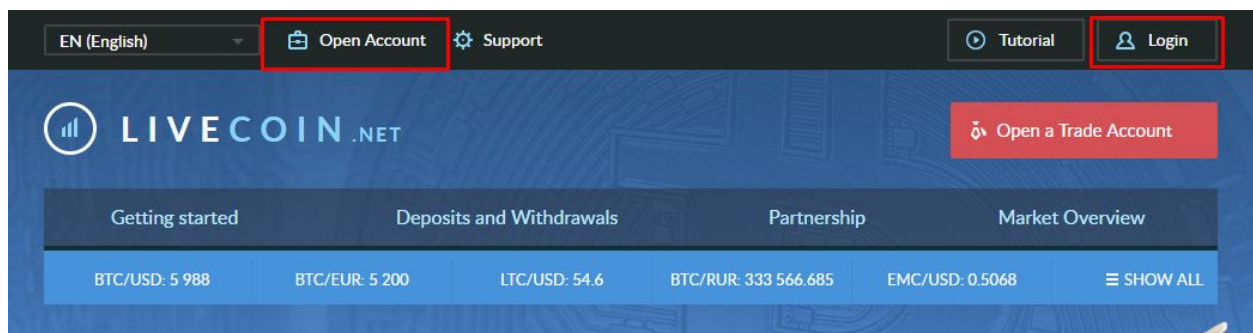 EN (English) Open Account Support Tutorial Login
LIVECOIN.NET
Open a Trade Account
Getting started Deposits and Withdrawals Partnership Market Overview
BTC/USD: 5 988 BTC/EUR: 5 200 LTC/USD: 54.6 BTC/RUR: 333 566.685 EMC/USD: 0.5068 SHOW ALL